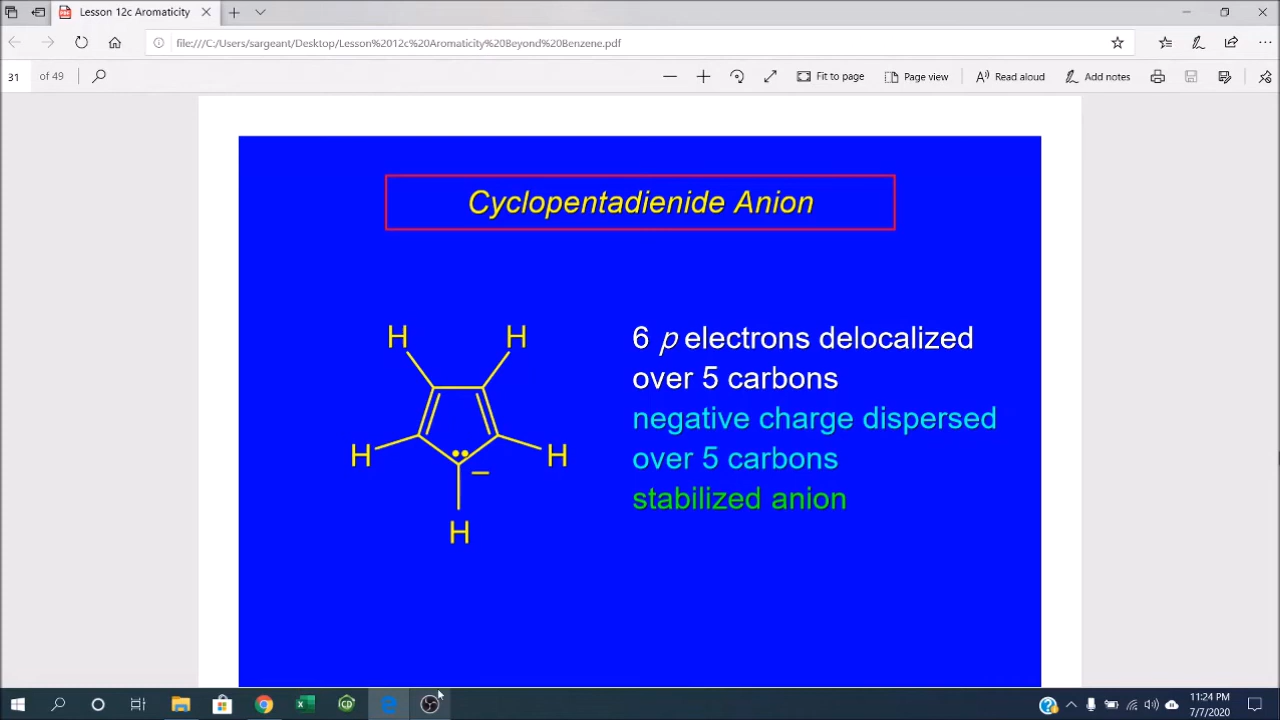 Lesson 12c Aromaticity
file:///C:/Users/sargeant/Desktop/Lesson%2012c%20Aromaticity%20Beyond%20Benzene.pdf
31 of 49 Fit to page Page view Read aloud Add notes
Cyclopentadienide Anion
H H
6 p electrons delocalized
over 5 carbons
negative charge dispersed
over 5 carbons
stabilized anion
H H
H
11:24 PM
7/7/2020